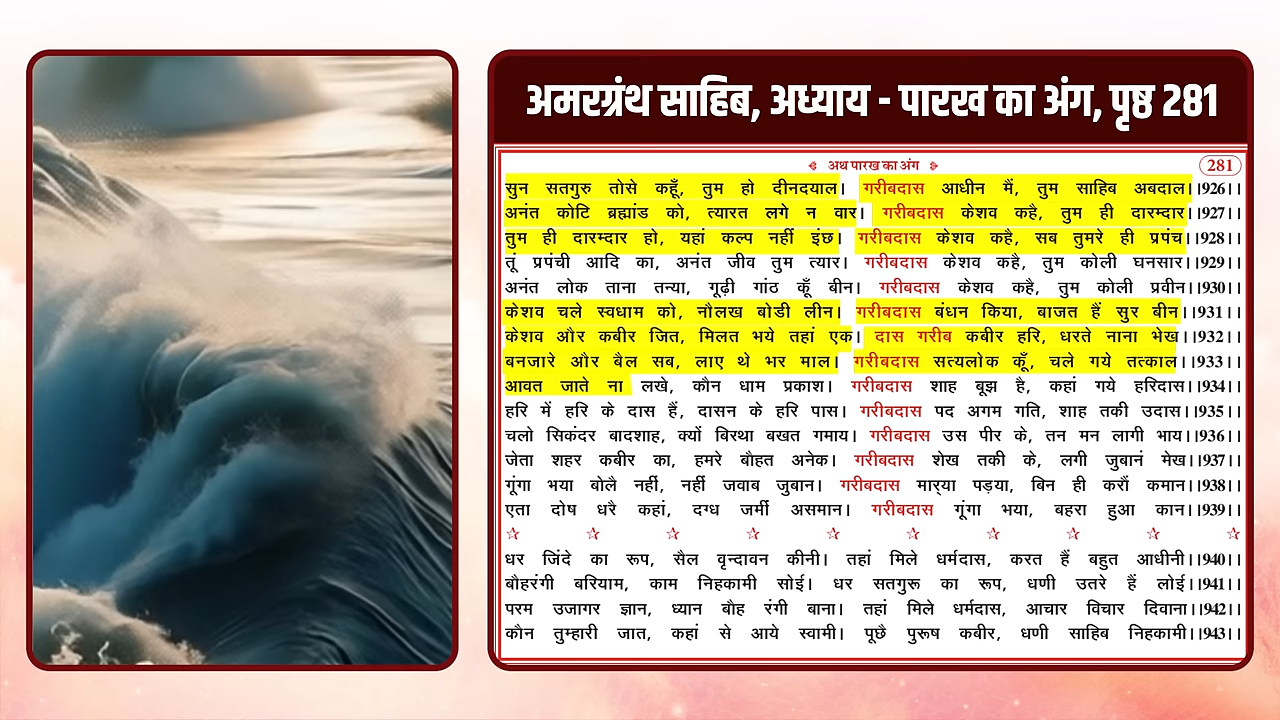 अमरग्रंथ साहिब, अध्याय - पारख का अंग, पृष्ठ 281
अथ पारख का अंग
281
सुन सतगुरु तोसे कहूँ, तुम हो दीनदयाल। गरीबदास आधीन मैं, तुम साहिब अबदाल।।926।।
अनंत कोटि ब्रह्मांड को, त्यारत लगे न वार। गरीबदास केशव कहै, तुम ही दारम्दार।।927।।
तुम ही दारम्दार हो, यहां कल्प नहीं इंछ। गरीबदास केशव कहै, सब तुमरे ही प्रपंच।।928।।
तूं प्रपंची आदि का, अनंत जीव तुम त्यार। गरीबदास केशव कहै, तुम कोली घनसार।।929।।
अनंत लोक ताना तन्या, गूढ़ी गांठ कूँ बीन। गरीबदास केशव कहै, तुम कोली प्रवीन।।930।।
केशव चले स्वधाम को, नौलख बोडी लीन। गरीबदास बंधन किया, बाजत हैं सुर बीन।।931।।
केशव और कबीर जित, मिलत भये तहां एक। दास गरीब कबीर हरि, धरते नाना भेख।।932।।
बनजारे और बैल सब, लाए थे भर माल। गरीबदास सत्यलोक कूँ, चले गये तत्काल।।933।।
आवत जाते ना लखे, कौन धाम प्रकाश। गरीबदास शाह बूझ है, कहां गये हरिदास।।934।।
हरि में हरि के दास हैं, दासन के हरि पास। गरीबदास पद अगम गति, शाह तकी उदास।।935।।
चलो सिकंदर बादशाह, क्यों बिरथा बखत गमाय। गरीबदास उस पीर के, तन मन लागी भाय।।936।।
जेता शहर कबीर का, हमरे बौहत अनेक। गरीबदास शेख तकी के, लगी जुबानं मेख।।937।।
गूंगा भया बोलै नहीं, नहीं जवाब जुबान। गरीबदास मार्‌या पड़्या, बिन ही करौं कमान।।938।।
एता दोष धरै कहां, दग्ध जमीं असमान। गरीबदास गूंगा भया, बहरा हुआ कान।।939।।
धर जिंदे का रूप, सैल वृन्दावन कीनी। तहां मिले धर्मदास, करत हैं बहुत आधीनी।।940।।
बौहरंगी बरियाम, काम निहकामी सोई। धर सतगुरू का रूप, धणी उतरे हैं लोई।।941।।
परम उजागर ज्ञान, ध्यान बौह रंगी बाना। तहां मिले धर्मदास, आचार विचार दिवाना।।942।।
कौन तुम्हारी जात, कहां से आये स्वामी। पूछै पुरूष कबीर, धणी साहिब निहकामी।।943।।